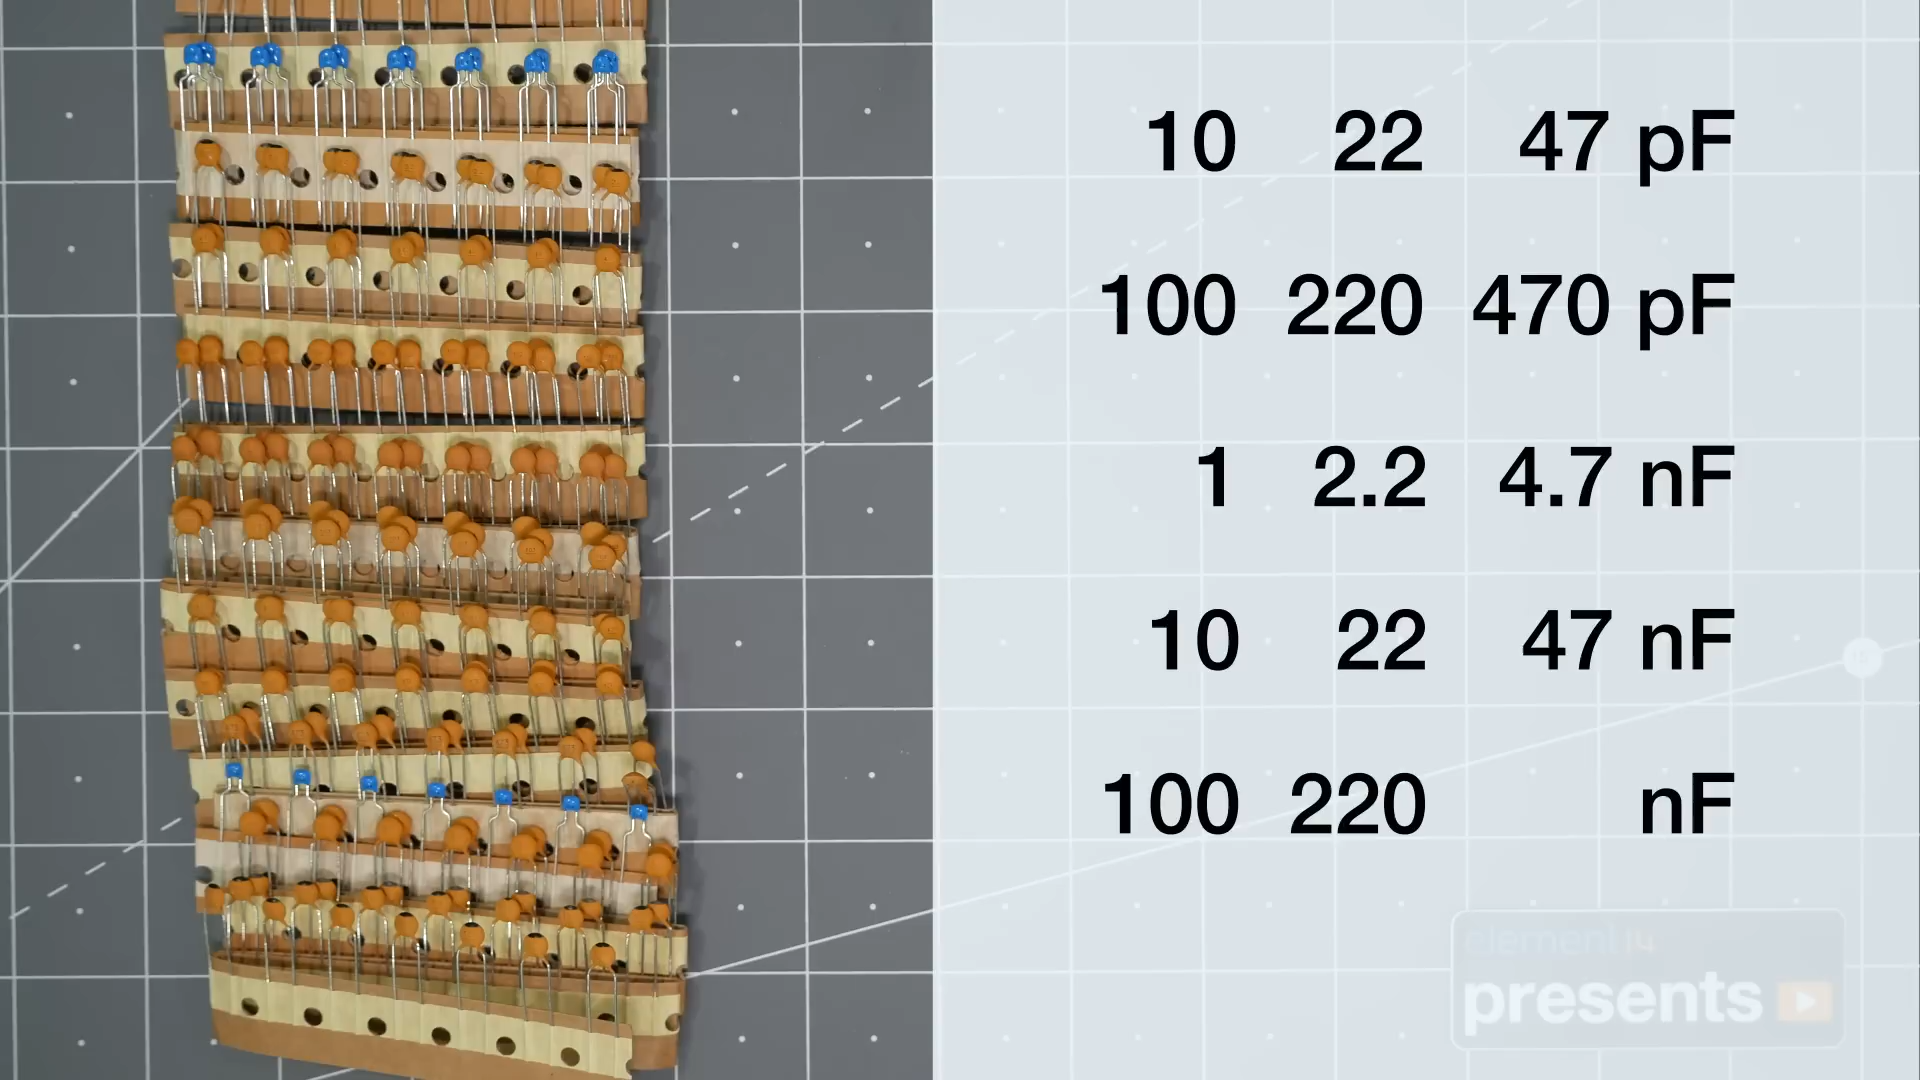 10 22 47 pF
100 220 470 pF
1 2.2 4.7 nF
10 22 47 nF
100 220 nF
element14
presents